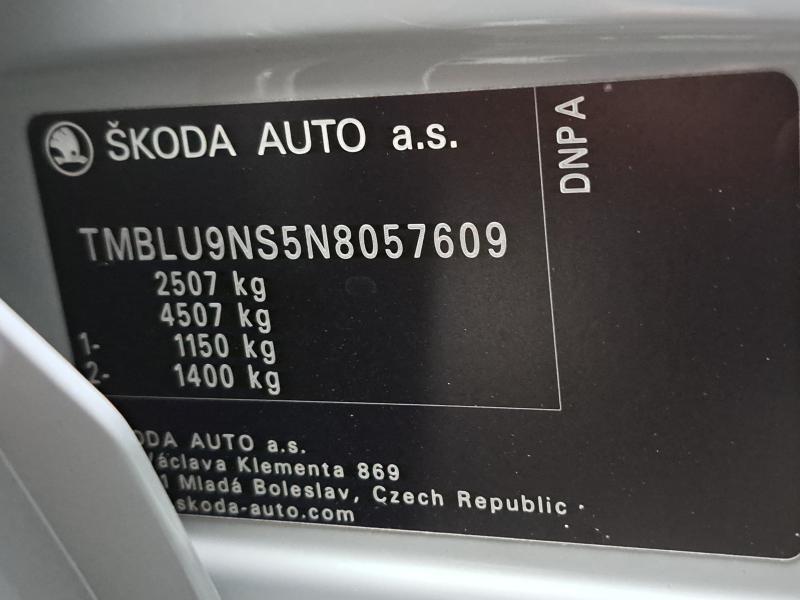 ŠKODA AUTO a.s.
DNPA
TMBLU9NS5N8057609
2507 kg
4507 kg
1- 1150 kg
2- 1400 kg
AUTO a.s.
Václava Klementa 869
Mladá Boleslav, Czech Republic
skoda-auto.com